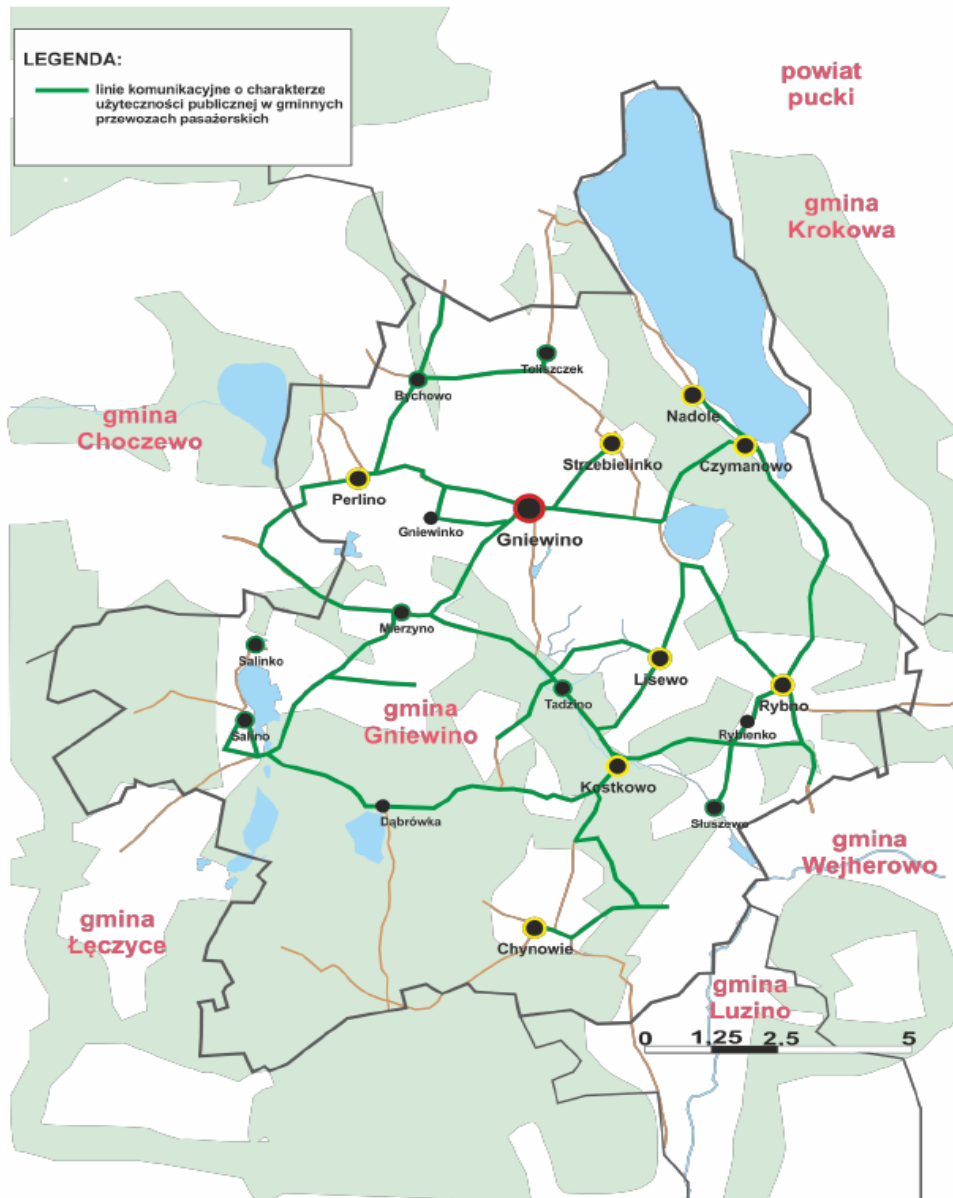 LEGENDA:
linie komunikacyjne o charakterze
użyteczności publicznej w gminnych
przewozach pasażerskich
powiat
pucki
gmina
Krokowa
Toliszczek
Bychowo
Nadole
gmina
Choczewo
Strzebielinko
Czymanowo
Perlino
Gniewinko
Gniewino
Mierzyno
Salinko
Lisewo
Tadzino
Rybno
gmina
Gniewino
Salino
Rybienko
Kostkowo
Dąbrówka
Słuszewo
gmina
Wejherowo
gmina
Łęczyce
Chynowie
gmina
Luzino
0 1,25 2,5 5